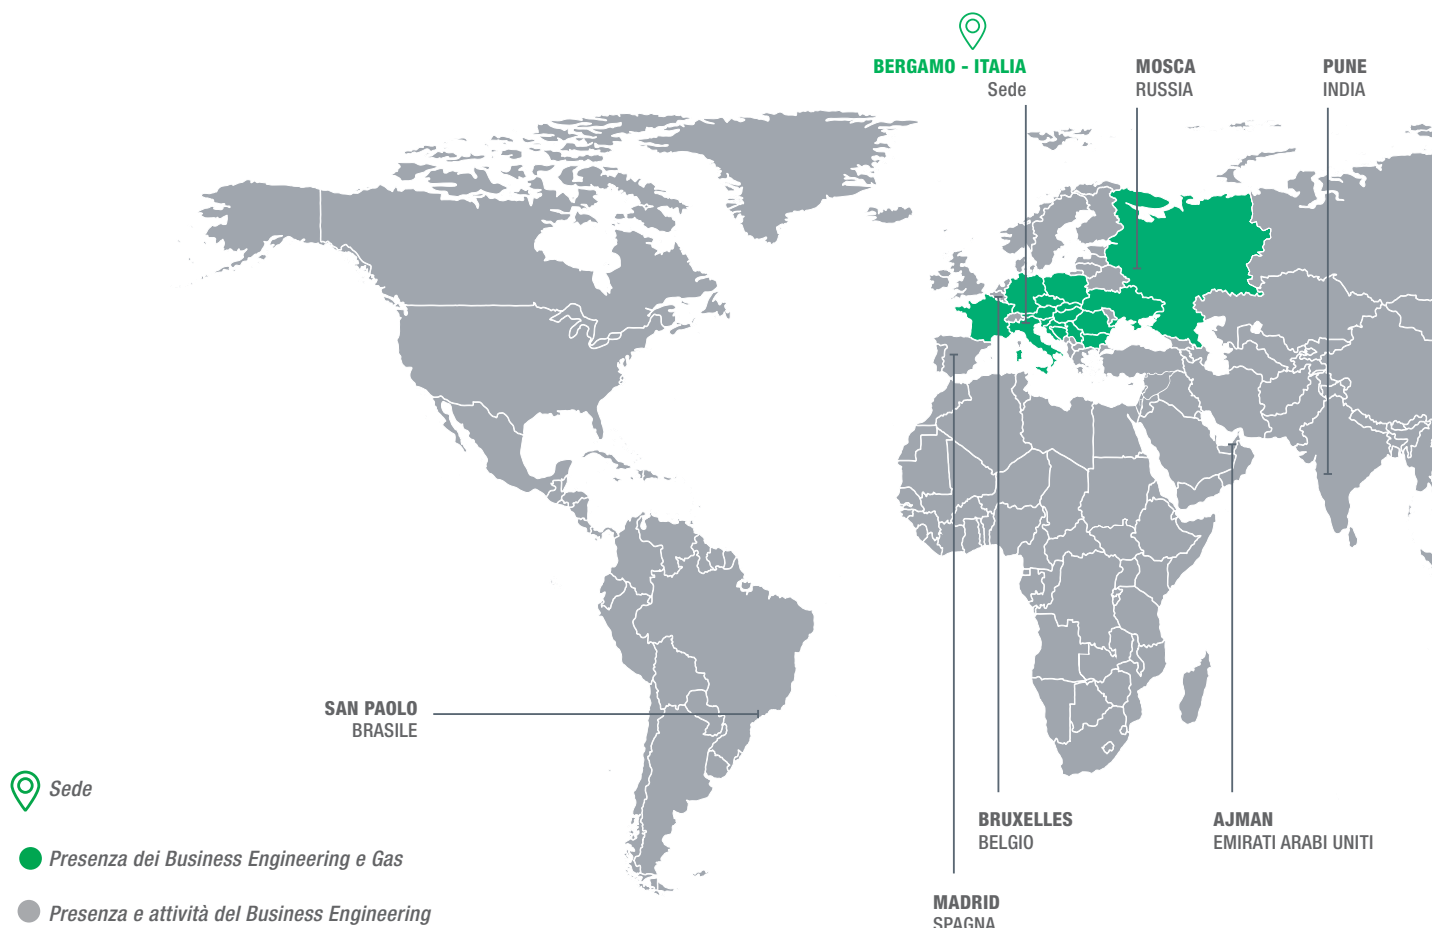 BERGAMO - ITALIA
Sede
MOSCA
RUSSIA
PUNE
INDIA
SAN PAOLO
BRASILE
Sede
Presenza dei Business Engineering e Gas
Presenza e attività del Business Engineering
BRUXELLES
BELGIO
AJMAN
EMIRATI ARABI UNITI
MADRID
SPAGNA